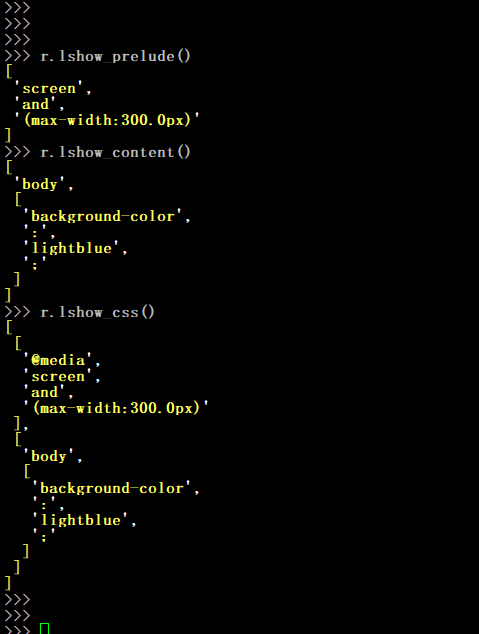 >>>
>>>
>>>
>>> r.lshow_prelude()
[
 'screen',
 'and',
 '(max-width:300.0px)'
]
>>> r.lshow_content()
[
 'body',
 [
  'background-color',
  ':',
  'lightblue',
  ';'
 ]
]
>>> r.lshow_css()
[
 [
  '@media',
  'screen',
  'and',
  '(max-width:300.0px)'
 ],
 [
  'body',
  [
   'background-color',
   ':',
   'lightblue',
   ';'
  ]
 ]
]
>>>
>>>
>>>